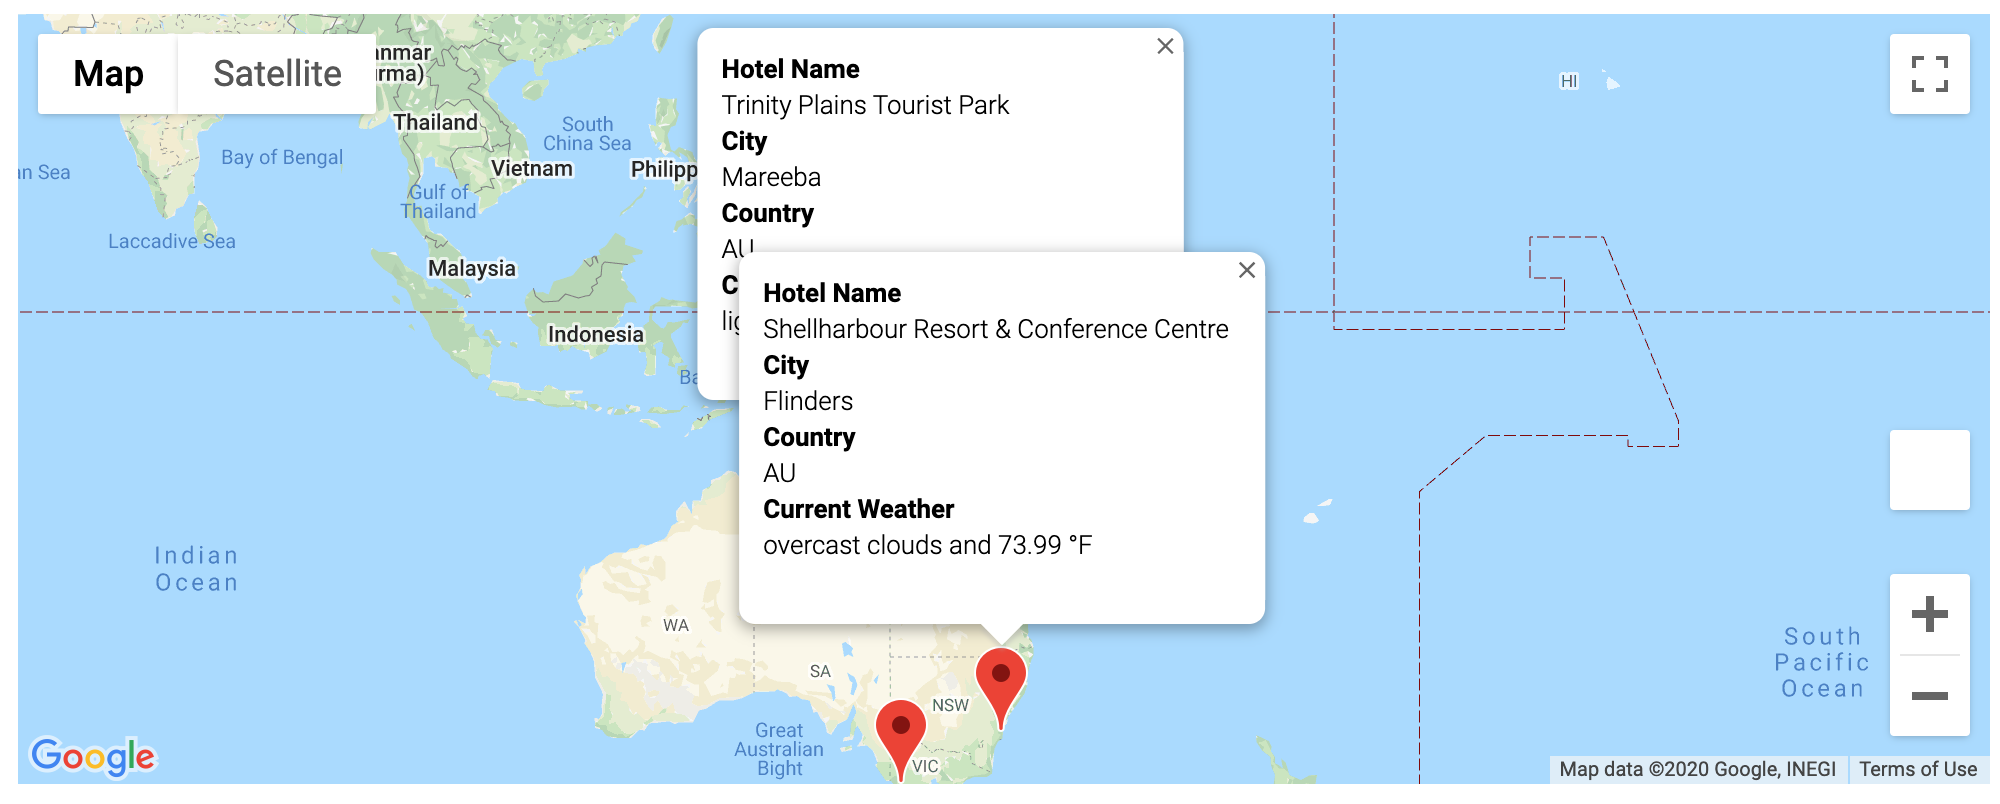 Map
Satellite
anmar
rma)
Thailand
South
China Sea
Bay of Bengal
an Sea
Vietnam
Philipp
Gulf of
Thailand
Laccadive Sea
Malaysia
Indonesia
Ba
HI
Hotel Name
Trinity Plains Tourist Park
City
Mareeba
Country
AU
C
lig
Hotel Name
Shellharbour Resort & Conference Centre
City
Flinders
Country
AU
Current Weather
overcast clouds and 73.99 °F
Indian
Ocean
WA
SA
NSW
VIC
Great
Australian
Bight
South
Pacific
Ocean
Google
Map data ©2020 Google, INEGI
Terms of Use